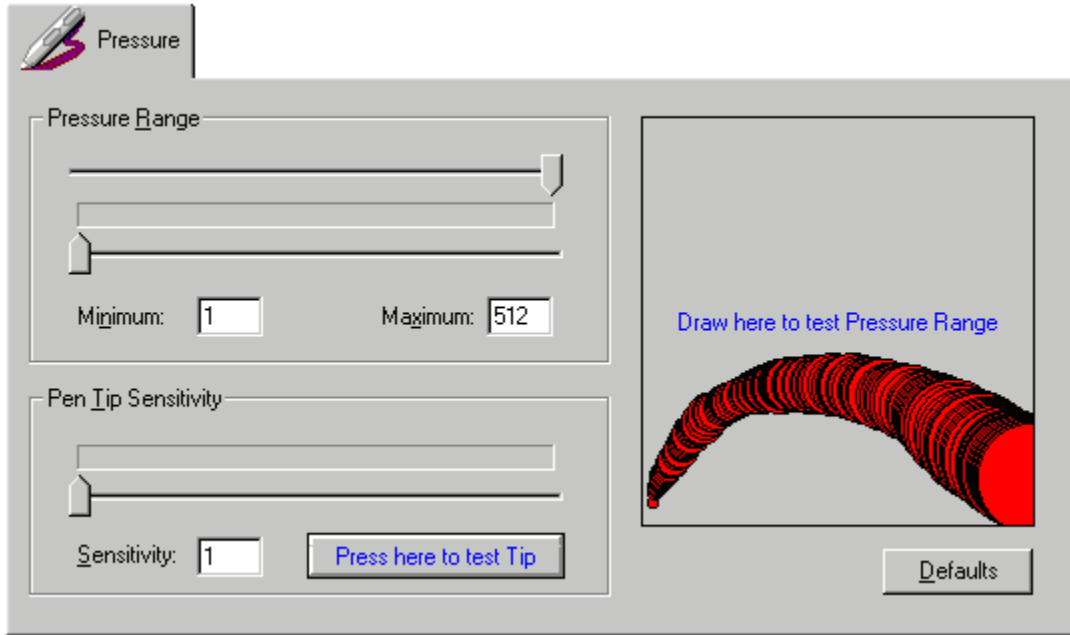 Pressure
Pressure Range
Minimum: 1 Maximum: 512
Draw here to test Pressure Range
Pen Tip Sensitivity
Sensitivity: 1 Press here to test Tip
Defaults